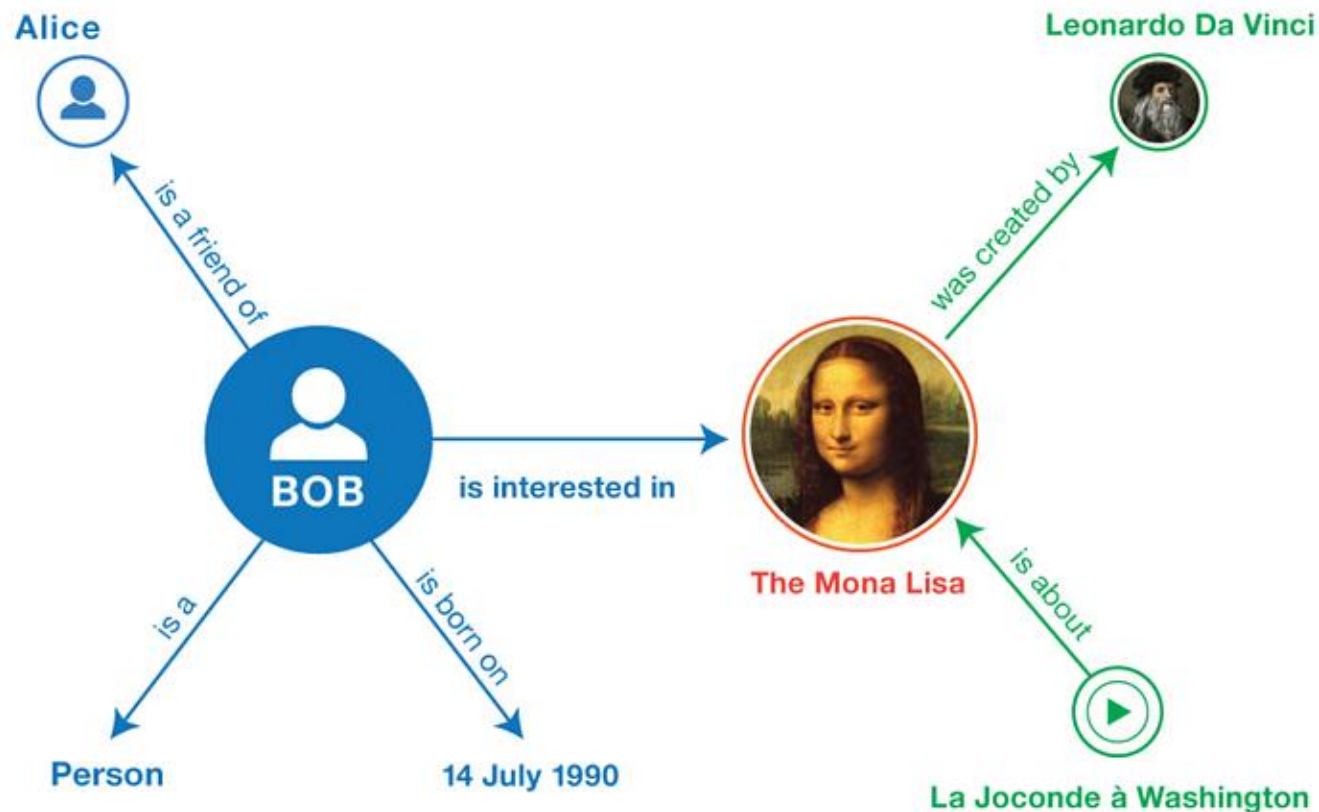 Alice
Leonardo Da Vinci
is a friend of
was created by
BOB
is interested in
The Mona Lisa
is a
is born on
is about
Person
14 July 1990
La Joconde à Washington